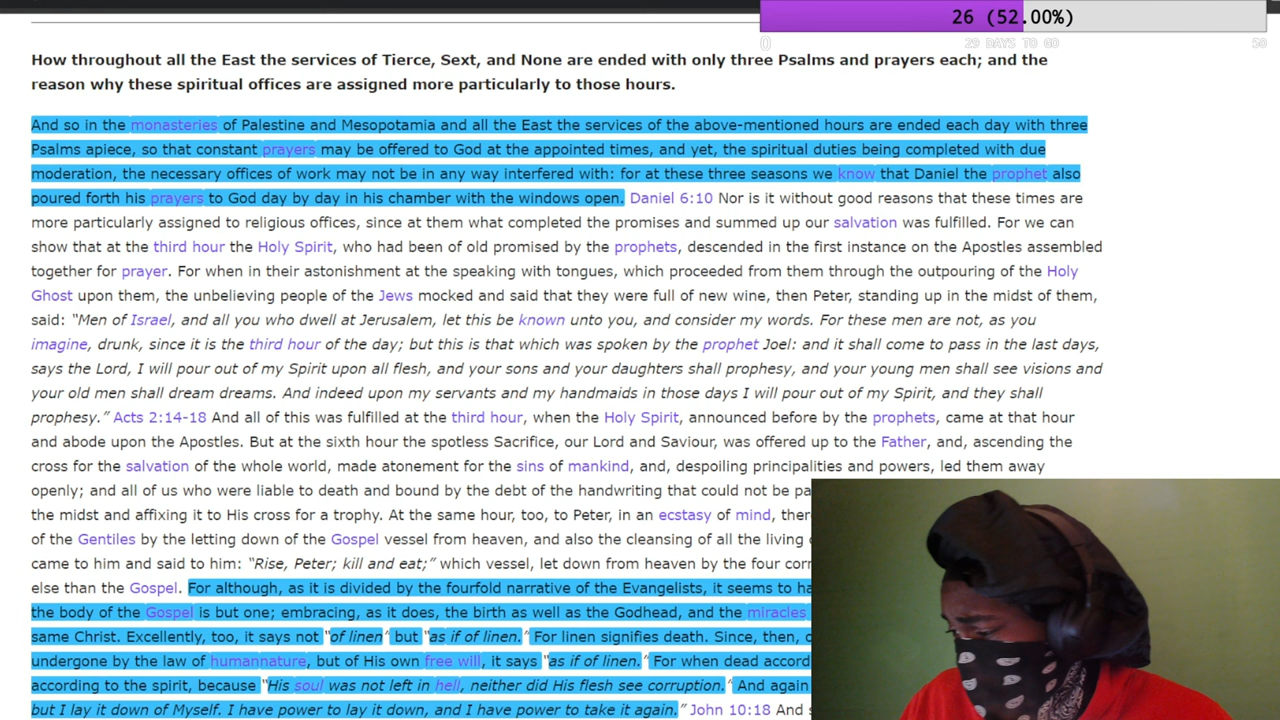 26 (52.00%)
0 29 DAYS TO GO 50
How throughout all the East the services of Tierce, Sext, and None are ended with only three Psalms and prayers each; and the
reason why these spiritual offices are assigned more particularly to those hours.
And so in the monasteries of Palestine and Mesopotamia and all the East the services of the above-mentioned hours are ended each day with three
Psalms apiece, so that constant prayers may be offered to God at the appointed times, and yet, the spiritual duties being completed with due
moderation, the necessary offices of work may not be in any way interfered with: for at these three seasons we know that Daniel the prophet also
poured forth his prayers to God day by day in his chamber with the windows open. Daniel 6:10 Nor is it without good reasons that these times are
more particularly assigned to religious offices, since at them what completed the promises and summed up our salvation was fulfilled. For we can
show that at the third hour the Holy Spirit, who had been of old promised by the prophets, descended in the first instance on the Apostles assembled
together for prayer. For when in their astonishment at the speaking with tongues, which proceeded from them through the outpouring of the Holy
Ghost upon them, the unbelieving people of the Jews mocked and said that they were full of new wine, then Peter, standing up in the midst of them,
said: “Men of Israel, and all you who dwell at Jerusalem, let this be known unto you, and consider my words. For these men are not, as you
imagine, drunk, since it is the third hour of the day; but this is that which was spoken by the prophet Joel: and it shall come to pass in the last days,
says the Lord, I will pour out of my Spirit upon all flesh, and your sons and your daughters shall prophesy, and your young men shall see visions and
your old men shall dream dreams. And indeed upon my servants and my handmaids in those days I will pour out of my Spirit, and they shall
prophesy.” Acts 2:14-18 And all of this was fulfilled at the third hour, when the Holy Spirit, announced before by the prophets, came at that hour
and abode upon the Apostles. But at the sixth hour the spotless Sacrifice, our Lord and Saviour, was offered up to the Father, and, ascending the
cross for the salvation of the whole world, made atonement for the sins of mankind, and, despoiling principalities and powers, led them away
openly; and all of us who were liable to death and bound by the debt of the handwriting that could not be pa
the midst and affixing it to His cross for a trophy. At the same hour, too, to Peter, in an ecstasy of mind, ther
of the Gentiles by the letting down of the Gospel vessel from heaven, and also the cleansing of all the living
came to him and said to him: “Rise, Peter; kill and eat;” which vessel, let down from heaven by the four corr
else than the Gospel. For although, as it is divided by the fourfold narrative of the Evangelists, it seems to ha
the body of the Gospel is but one; embracing, as it does, the birth as well as the Godhead, and the miracles
same Christ. Excellently, too, it says not “of linen” but “as if of linen.” For linen signifies death. Since, then,
undergone by the law of humannature, but of His own free will, it says “as if of linen.” For when dead accord
according to the spirit, because “His soul was not left in hell, neither did His flesh see corruption.” And again
but I lay it down of Myself. I have power to lay it down, and I have power to take it again.” John 10:18 And s